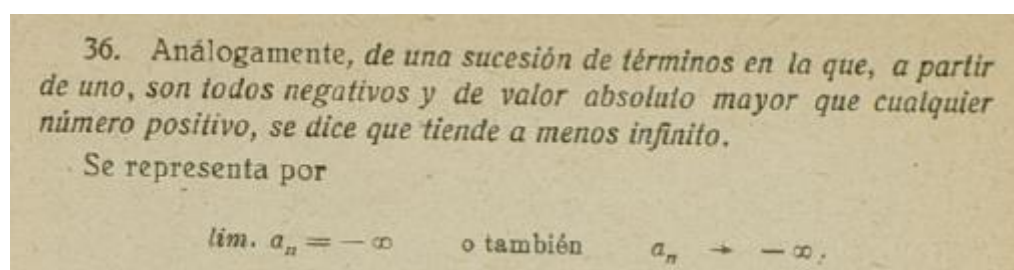 36. Análogamente, de una sucesión de términos en la que, a partir
de uno, son todos negativos y de valor absoluto mayor que cualquier
número positivo, se dice que tiende a menos infinito.
Se representa por
lim. aₙ = — ∞ o también aₙ → — ∞.